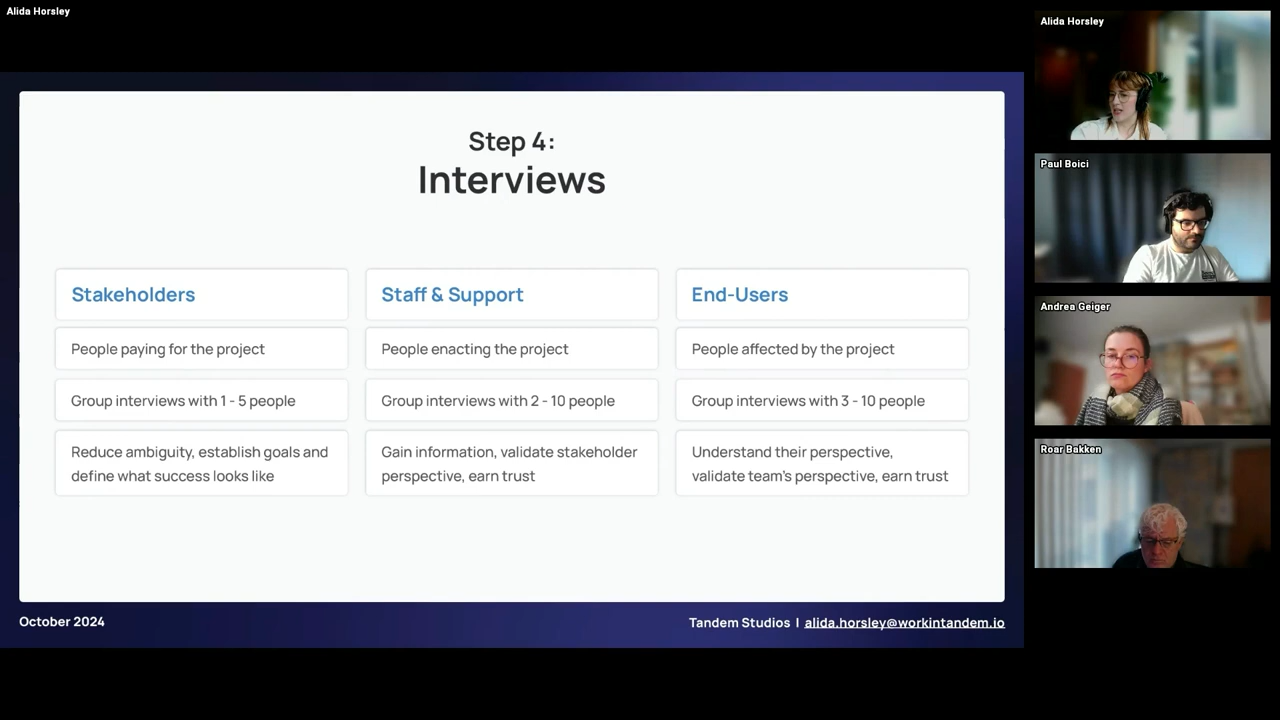 Alida Horsley
Step 4:
Interviews
Stakeholders
People paying for the project
Group interviews with 1 - 5 people
Reduce ambiguity, establish goals and
define what success looks like
Staff & Support
People enacting the project
Group interviews with 2 - 10 people
Gain information, validate stakeholder
perspective, earn trust
End-Users
People affected by the project
Group interviews with 3 - 10 people
Understand their perspective,
validate team's perspective, earn trust
October 2024
Tandem Studios | alida.horsley@workintandem.io
Alida Horsley
Paul Boici
Andrea Geiger
Roar Bakken